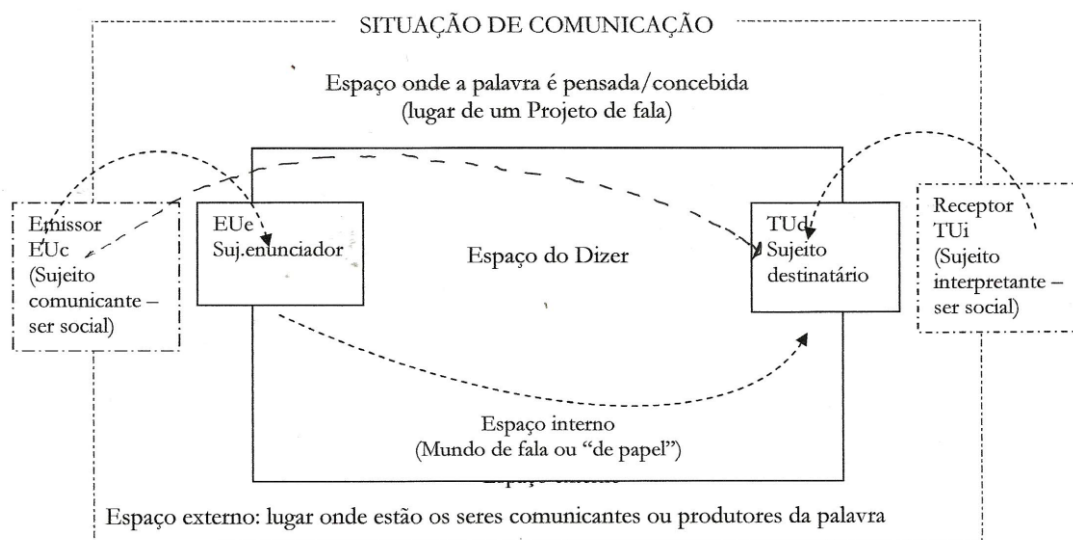 SITUAÇÃO DE COMUNICAÇÃO
Espaço onde a palavra é pensada/concebida
(lugar de um Projeto de fala)
Emissor
EUc
(Sujeito
comunicante –
ser social)
EUe
Suj.enunciador
Espaço do Dizer
TUd
Sujeito
destinatário
Receptor
TUi
(Sujeito
interpretante –
ser social)
Espaço interno
(Mundo de fala ou “de papel”)
Espaço externo: lugar onde estão os seres comunicantes ou produtores da palavra